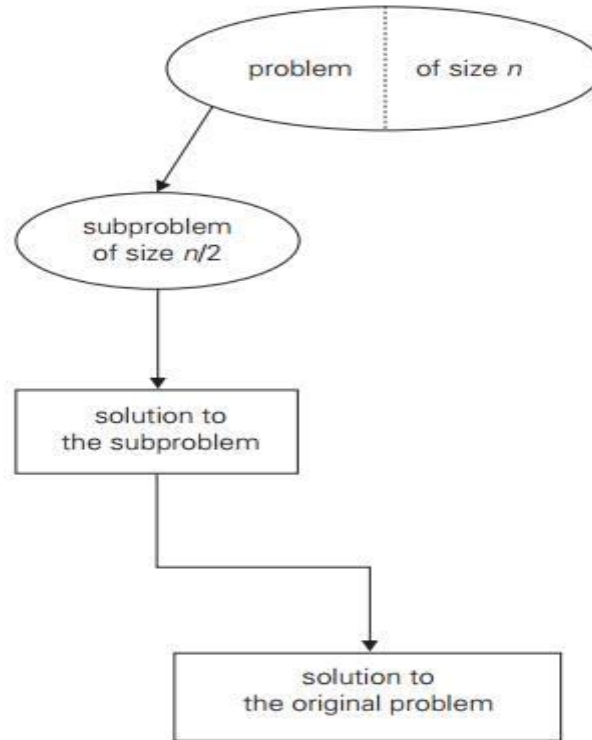 problem of size n
subproblem
of size n/2
solution to
the subproblem
solution to
the original problem